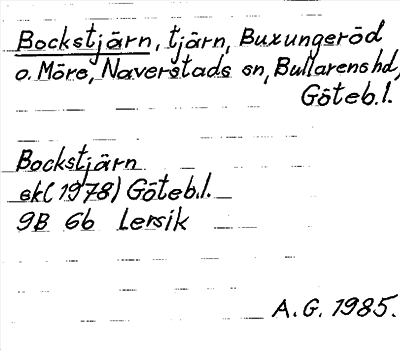 Bockstjärn, tjärn, Buxungeröd
o. Möre, Naverstads sn, Bullarens hd,
Göteb. l.
Bockstjärn
ek (1978) Göteb. l.
9B 6b Lersik
A. G. 1985.